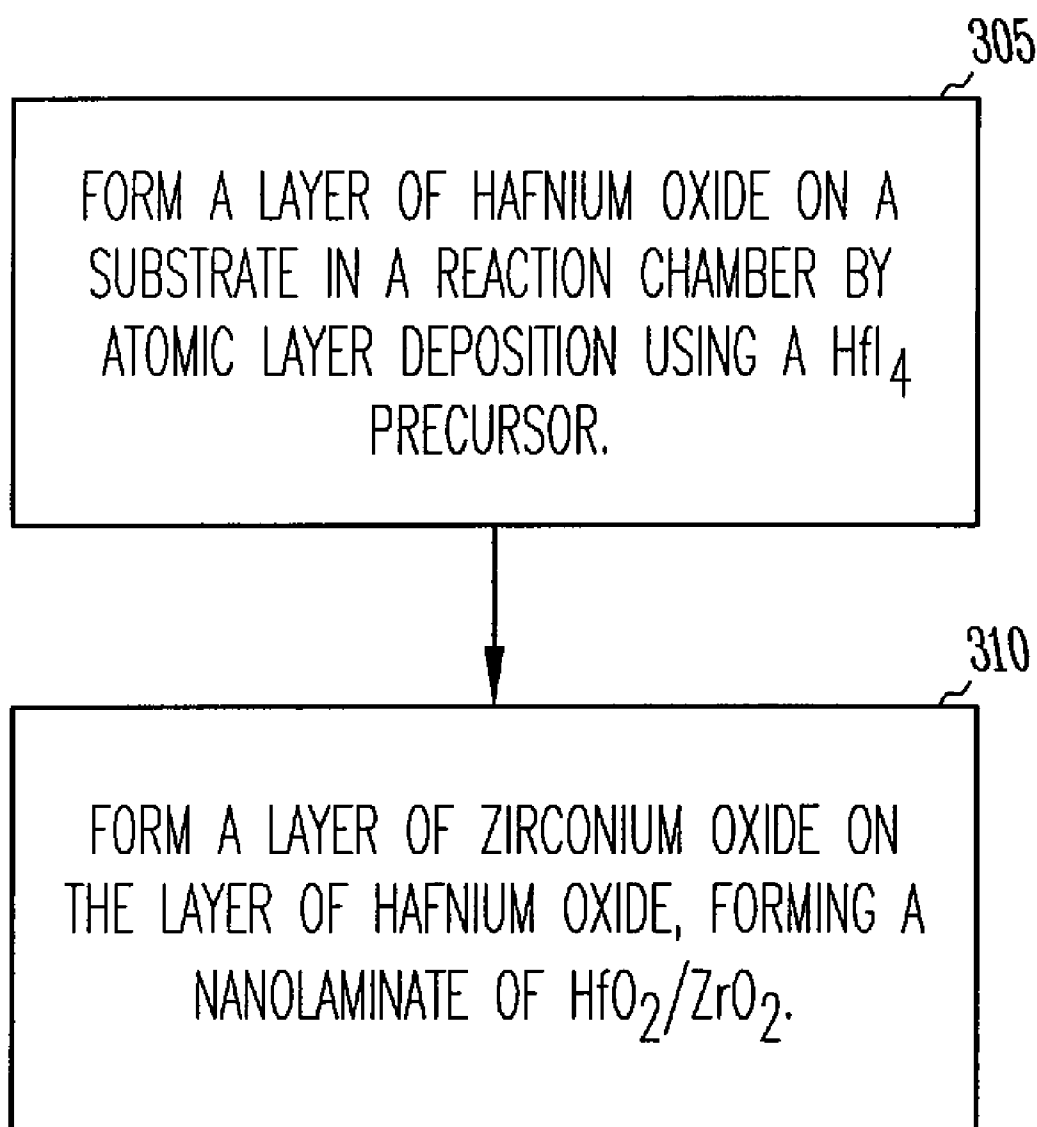 305
FORM A LAYER OF HAFNIUM OXIDE ON A
SUBSTRATE IN A REACTION CHAMBER BY
ATOMIC LAYER DEPOSITION USING A HfI4
PRECURSOR.
310
FORM A LAYER OF ZIRCONIUM OXIDE ON
THE LAYER OF HAFNIUM OXIDE, FORMING A
NANOLAMINATE OF HfO2/ZrO2.